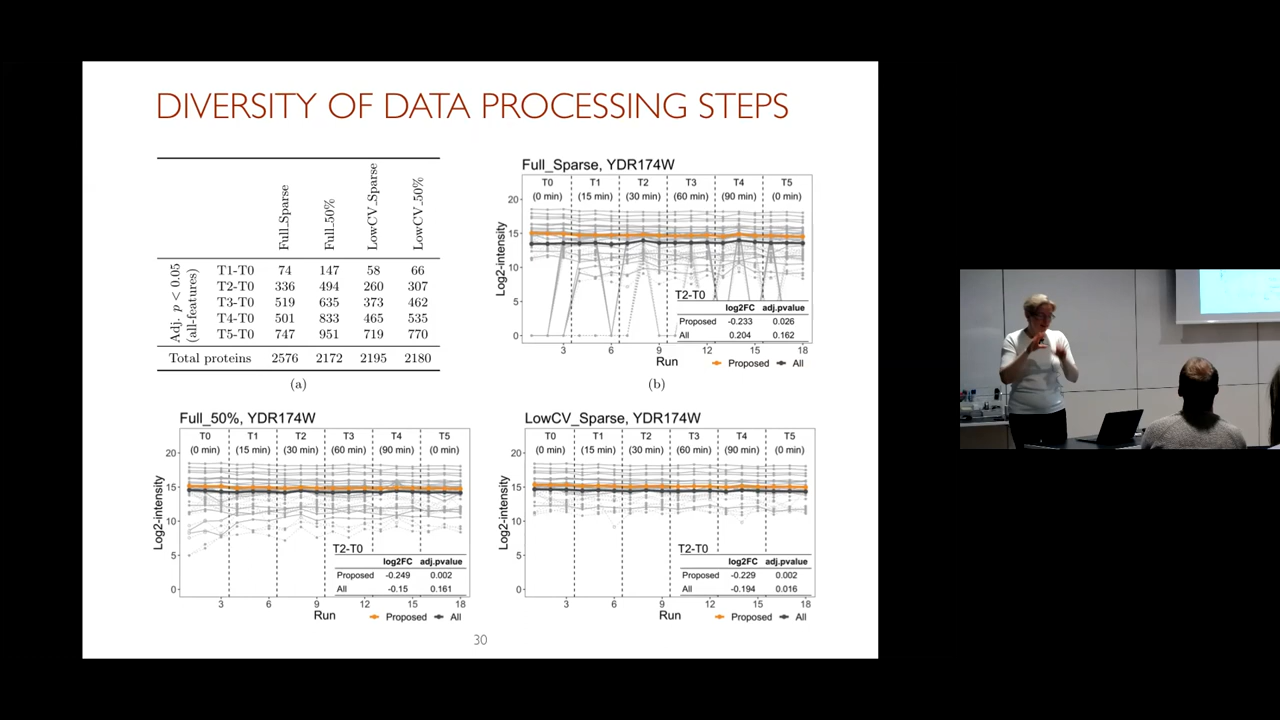 DIVERSITY OF DATA PROCESSING STEPS
Full_Sparse
Full_50%
LowCV_Sparse
LowCV_50%
Adj. p < 0.05
(all-features)
T1-T0 74 147 58 66
T2-T0 336 494 260 307
T3-T0 519 635 373 462
T4-T0 501 833 465 535
T5-T0 747 951 719 770
Total proteins 2576 2172 2195 2180
(a)
Full_Sparse, YDR174W
T0 T1 T2 T3 T4 T5
(0 min) (15 min) (30 min) (60 min) (90 min) (0 min)
20
15
10
5
0
Log2-intensity
T2-T0
log2FC adj.pvalue
Proposed -0.233 0.026
All 0.204 0.162
3 6 9 12 15 18
Run
Proposed All
(b)
Full_50%, YDR174W
T0 T1 T2 T3 T4 T5
(0 min) (15 min) (30 min) (60 min) (90 min) (0 min)
20
15
10
5
0
Log2-intensity
T2-T0
log2FC adj.pvalue
Proposed -0.249 0.002
All -0.15 0.161
3 6 9 12 15 18
Run
Proposed All
LowCV_Sparse, YDR174W
T0 T1 T2 T3 T4 T5
(0 min) (15 min) (30 min) (60 min) (90 min) (0 min)
20
15
10
5
0
Log2-intensity
T2-T0
log2FC adj.pvalue
Proposed -0.229 0.002
All -0.194 0.016
3 6 9 12 15 18
Run
Proposed All
30